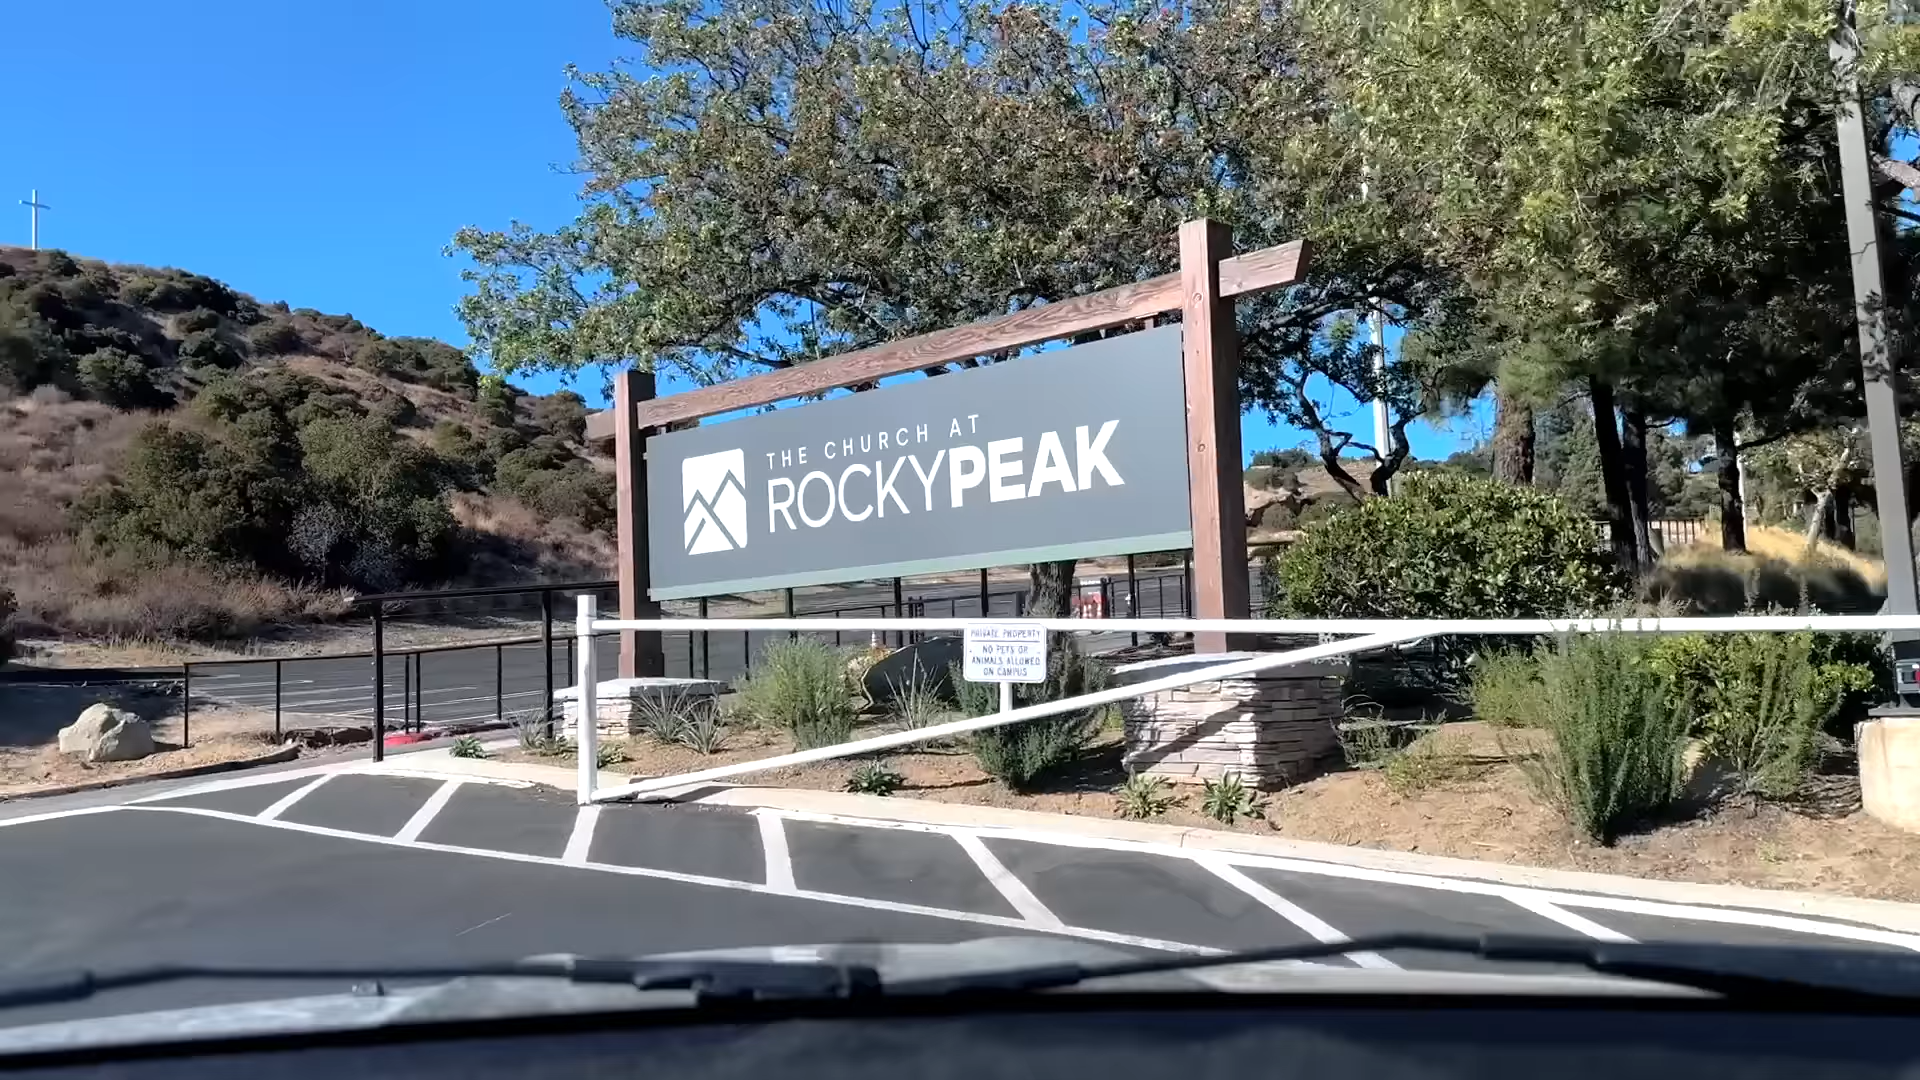 THE CHURCH AT
ROCKYPEAK
PRIVATE PROPERTY
NO PETS OR
ANIMALS ALLOWED
ON CAMPUS